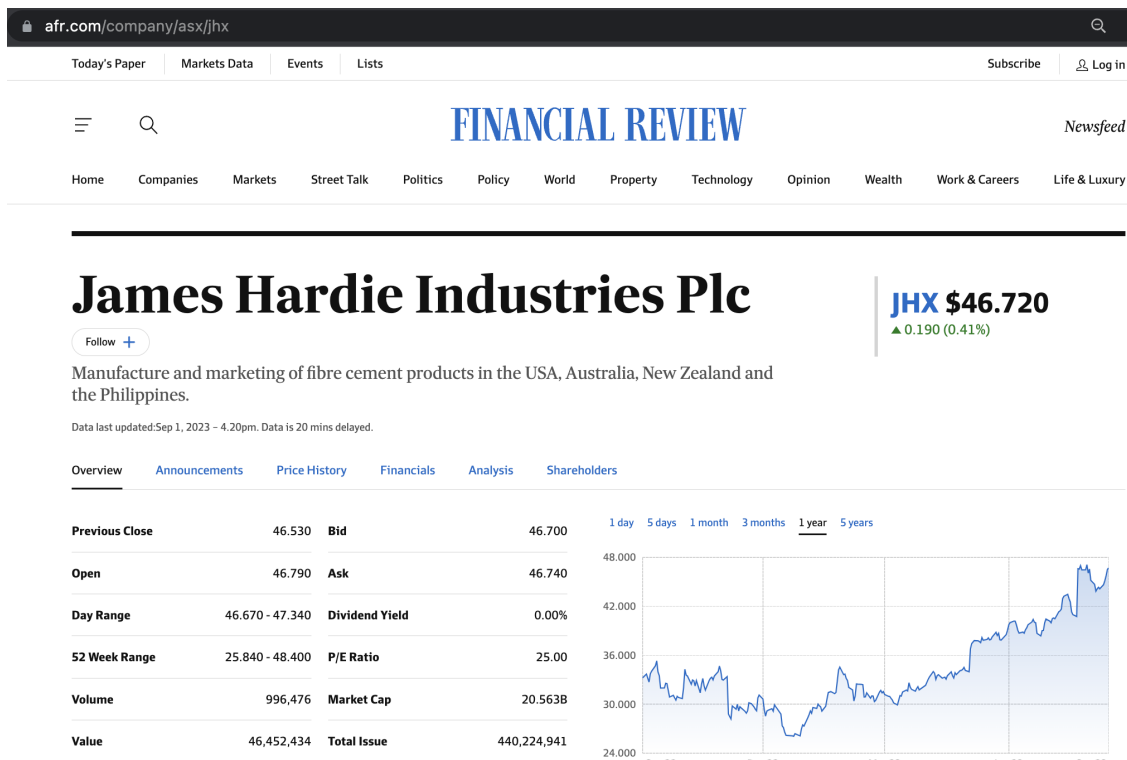 afr.com/company/asx/jhx
Today's Paper Markets Data Events Lists Subscribe Log in
FINANCIAL REVIEW
Newsfeed
Home Companies Markets Street Talk Politics Policy World Property Technology Opinion Wealth Work & Careers Life & Luxury
James Hardie Industries Plc
JHX $46.720
▲ 0.190 (0.41%)
Follow +
Manufacture and marketing of fibre cement products in the USA, Australia, New Zealand and
the Philippines.
Data last updated:Sep 1, 2023 – 4.20pm. Data is 20 mins delayed.
Overview Announcements Price History Financials Analysis Shareholders
1 day 5 days 1 month 3 months 1 year 5 years
Previous Close 46.530 Bid 46.700
Open 46.790 Ask 46.740
Day Range 46.670 - 47.340 Dividend Yield 0.00%
52 Week Range 25.840 - 48.400 P/E Ratio 25.00
Volume 996,476 Market Cap 20.563B
Value 46,452,434 Total Issue 440,224,941
48.000
42.000
36.000
30.000
24.000